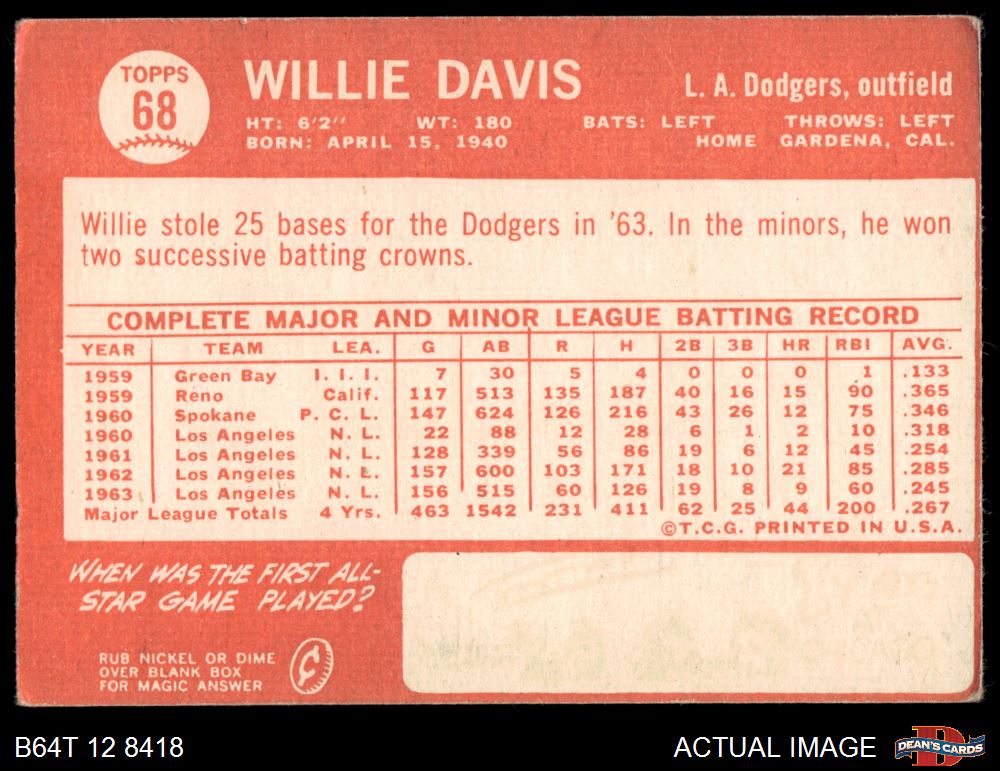 TOPPS
68
WILLIE DAVIS
L. A. Dodgers, outfield
HT: 6'2" WT: 180 BATS: LEFT THROWS: LEFT
BORN: APRIL 15, 1940 HOME GARDENA, CAL.
Willie stole 25 bases for the Dodgers in '63. In the minors, he won
two successive batting crowns.
COMPLETE MAJOR AND MINOR LEAGUE BATTING RECORD
YEAR TEAM LEA. G AB R H 2B 3B HR RBI AVG.
1959 Green Bay I. I. I. 7 30 5 4 0 0 0 1 .133
1959 Reno Calif. 117 513 135 187 40 16 15 90 .365
1960 Spokane P. C. L. 147 624 126 216 43 26 12 75 .346
1960 Los Angeles N. L. 22 88 12 28 6 1 2 10 .318
1961 Los Angeles N. L. 128 339 56 86 19 6 12 45 .254
1962 Los Angeles N. L. 157 600 103 171 18 10 21 85 .285
1963 Los Angeles N. L. 156 515 60 126 19 8 9 60 .245
Major League Totals 4 Yrs. 463 1542 231 411 62 25 44 200 .267
©T.C.G. PRINTED IN U.S.A.
WHEN WAS THE FIRST ALL-
STAR GAME PLAYED?
RUB NICKEL OR DIME
OVER BLANK BOX
FOR MAGIC ANSWER
¢
B64T 12 8418
ACTUAL IMAGE
D
DEAN'S CARDS